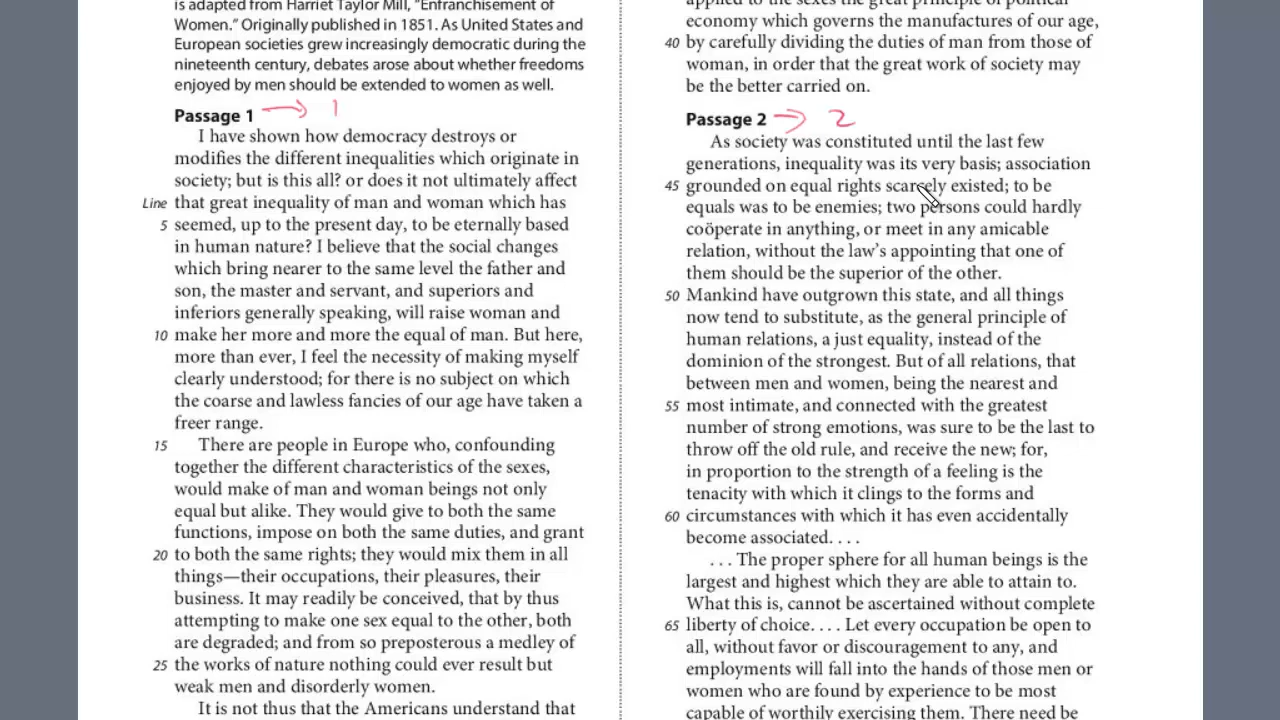 is adapted from Harriet Taylor Mill, "Enfranchisement of
Women." Originally published in 1851. As United States and
European societies grew increasingly democratic during the
nineteenth century, debates arose about whether freedoms
enjoyed by men should be extended to women as well.
Passage 1 → 1
I have shown how democracy destroys or
modifies the different inequalities which originate in
society; but is this all? or does it not ultimately affect
Line that great inequality of man and woman which has
5 seemed, up to the present day, to be eternally based
in human nature? I believe that the social changes
which bring nearer to the same level the father and
son, the master and servant, and superiors and
inferiors generally speaking, will raise woman and
10 make her more and more the equal of man. But here,
more than ever, I feel the necessity of making myself
clearly understood; for there is no subject on which
the coarse and lawless fancies of our age have taken a
freer range.
15 There are people in Europe who, confounding
together the different characteristics of the sexes,
would make of man and woman beings not only
equal but alike. They would give to both the same
functions, impose on both the same duties, and grant
20 to both the same rights; they would mix them in all
things—their occupations, their pleasures, their
business. It may readily be conceived, that by thus
attempting to make one sex equal to the other, both
are degraded; and from so preposterous a medley of
25 the works of nature nothing could ever result but
weak men and disorderly women.
It is not thus that the Americans understand that
applied to the sexes the great principle of political
economy which governs the manufactures of our age,
40 by carefully dividing the duties of man from those of
woman, in order that the great work of society may
be the better carried on.
Passage 2 → 2
As society was constituted until the last few
generations, inequality was its very basis; association
45 grounded on equal rights scarcely existed; to be
equals was to be enemies; two persons could hardly
coöperate in anything, or meet in any amicable
relation, without the law's appointing that one of
them should be the superior of the other.
50 Mankind have outgrown this state, and all things
now tend to substitute, as the general principle of
human relations, a just equality, instead of the
dominion of the strongest. But of all relations, that
between men and women, being the nearest and
55 most intimate, and connected with the greatest
number of strong emotions, was sure to be the last to
throw off the old rule, and receive the new; for,
in proportion to the strength of a feeling is the
tenacity with which it clings to the forms and
60 circumstances with which it has even accidentally
become associated. . . .
. . . The proper sphere for all human beings is the
largest and highest which they are able to attain to.
What this is, cannot be ascertained without complete
65 liberty of choice. . . . Let every occupation be open to
all, without favor or discouragement to any, and
employments will fall into the hands of those men or
women who are found by experience to be most
capable of worthily exercising them. There need be